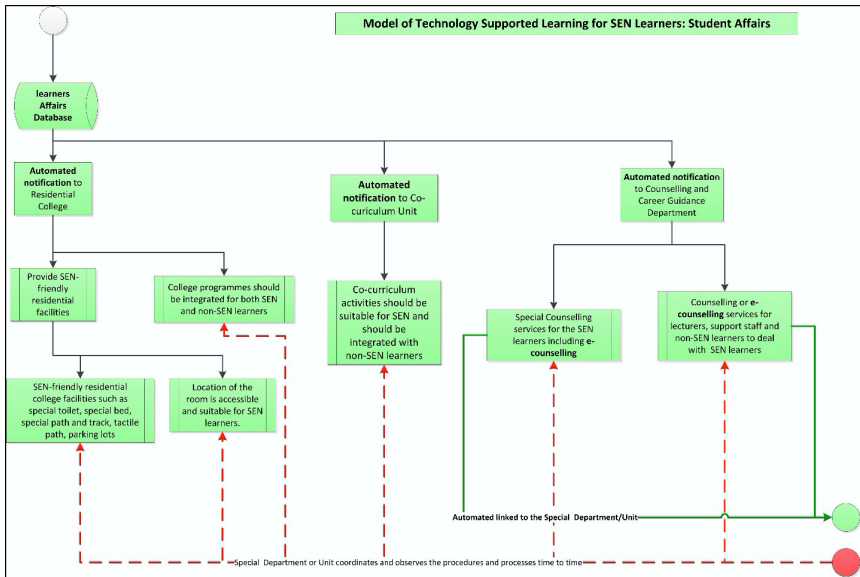 Model of Technology Supported Learning for SEN Learners: Student Affairs
learners
Affairs
Database
Automated
notification to
Residential
College
Automated
notification to Co-
curiculum Unit
Automated notification
to Counselling and
Career Guidance
Department
Provide SEN-
friendly
residential
facilities
College programmes should
be integrated for both SEN
and non-SEN learners
Co-curriculum
activities should be
suitable for SEN and
should be
integrated with
non-SEN learners
Special Counselling
services for the SEN
learners including e-
counselling
Counselling or e-
counselling services for
lecturers, support staff and
non-SEN learners to deal
with SEN learners
SEN-friendly residential
college facilities such as
special toilet, special bed,
special path and track, tactile
path, parking lots
Location of the
room is accessible
and suitable for SEN
learners.
Automated linked to the Special Department/Unit
Special Department or Unit coordinates and observes the procedures and processes time to time